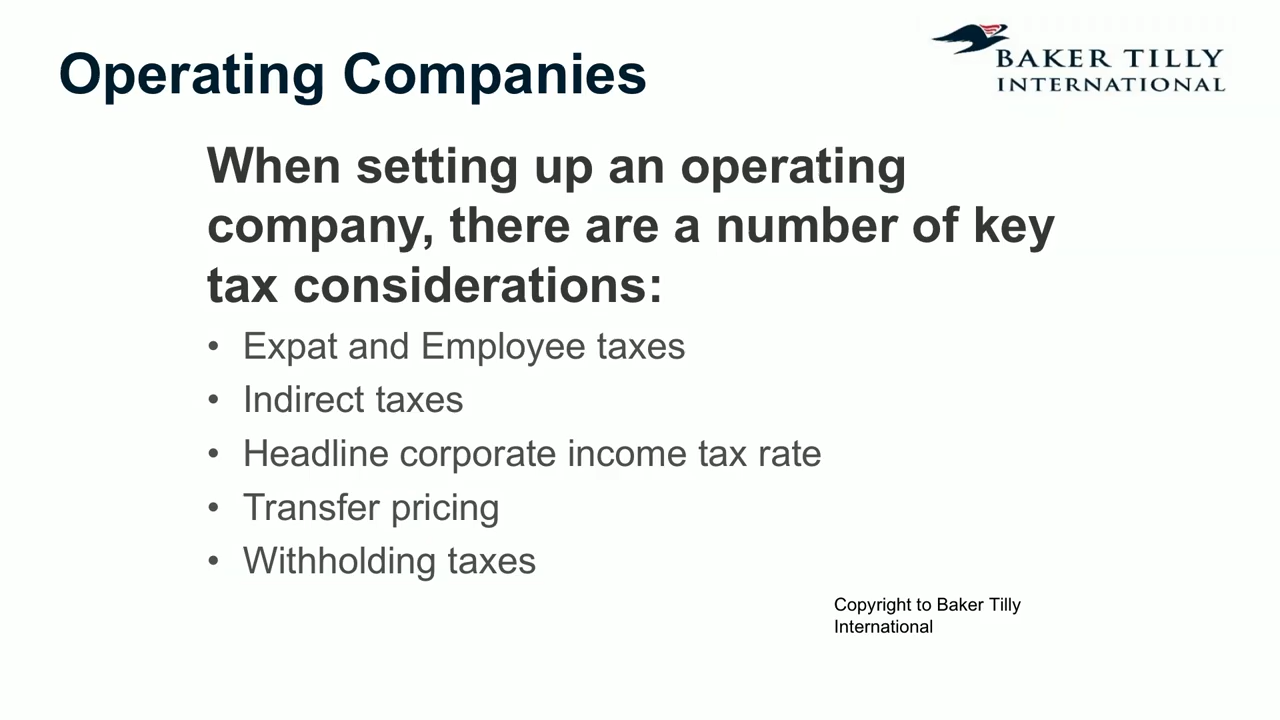 Operating Companies
BAKER TILLY
INTERNATIONAL
When setting up an operating
company, there are a number of key
tax considerations:
• Expat and Employee taxes
• Indirect taxes
• Headline corporate income tax rate
• Transfer pricing
• Withholding taxes
Copyright to Baker Tilly
International